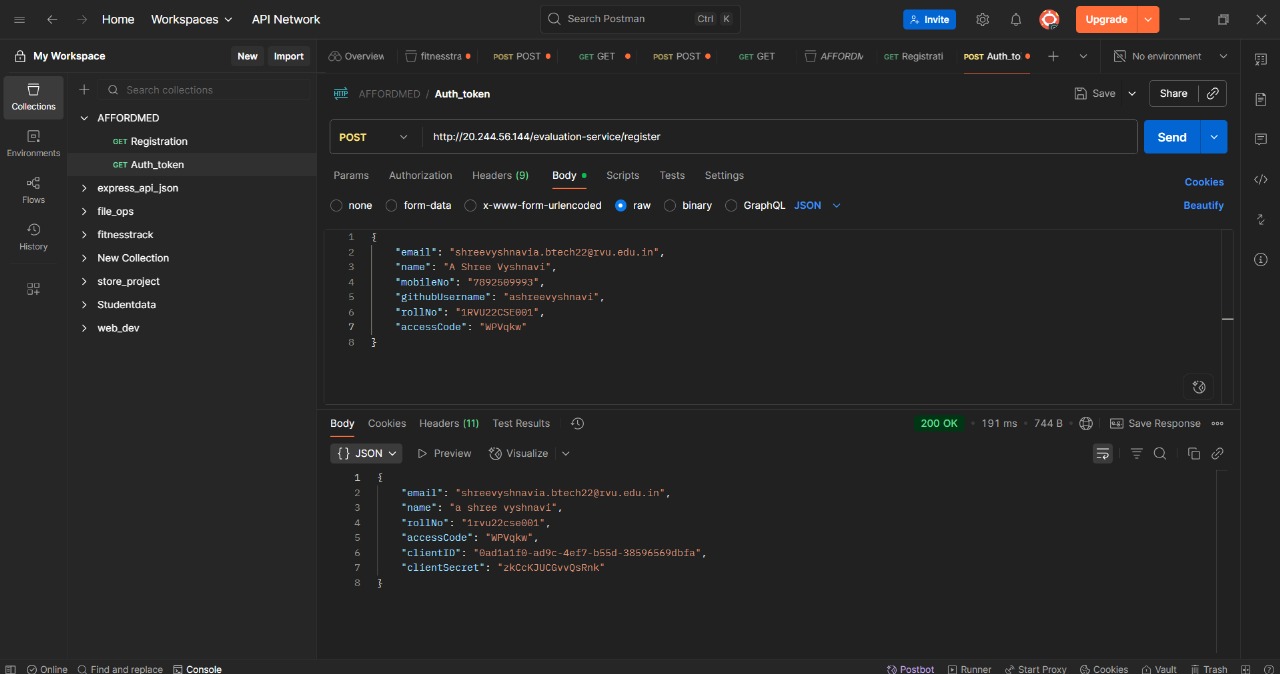 Home Workspaces API Network Search Postman Ctrl K Invite Upgrade
My Workspace New Import Overview fitnesstra POST POST GET GET POST POST GET GET AFFORDM GET Registrati POST Auth_to No environment
Collections
Environments
Flows
History
Search collections
AFFORDMED
GET Registration
GET Auth_token
express_api_json
file_ops
fitnesstrack
New Collection
store_project
Studentdata
web_dev
HTTP AFFORDMED / Auth_token Save Share
POST http://20.244.56.144/evaluation-service/register Send
Params Authorization Headers (9) Body Scripts Tests Settings Cookies
none form-data x-www-form-urlencoded raw binary GraphQL JSON Beautify
1 {
2 "email": "shreevyshnavia.btech22@rvu.edu.in",
3 "name": "A Shree Vyshnavi",
4 "mobileNo": "7892509993",
5 "githubUsername": "ashreevyshnavi",
6 "rollNo": "1RVU22CSE001",
7 "accessCode": "WPVqkw"
8 }
Body Cookies Headers (11) Test Results 200 OK 191 ms 744 B Save Response
{} JSON Preview Visualize
1 {
2 "email": "shreevyshnavia.btech22@rvu.edu.in",
3 "name": "a shree vyshnavi",
4 "rollNo": "1rvu22cse001",
5 "accessCode": "WPVqkw",
6 "clientID": "0ad1a1f0-ad9c-4ef7-b55d-38596569dbfa",
7 "clientSecret": "zkCcKJUCGvvQsRnk"
8 }
Online Find and replace Console Postbot Runner Start Proxy Cookies Vault Trash